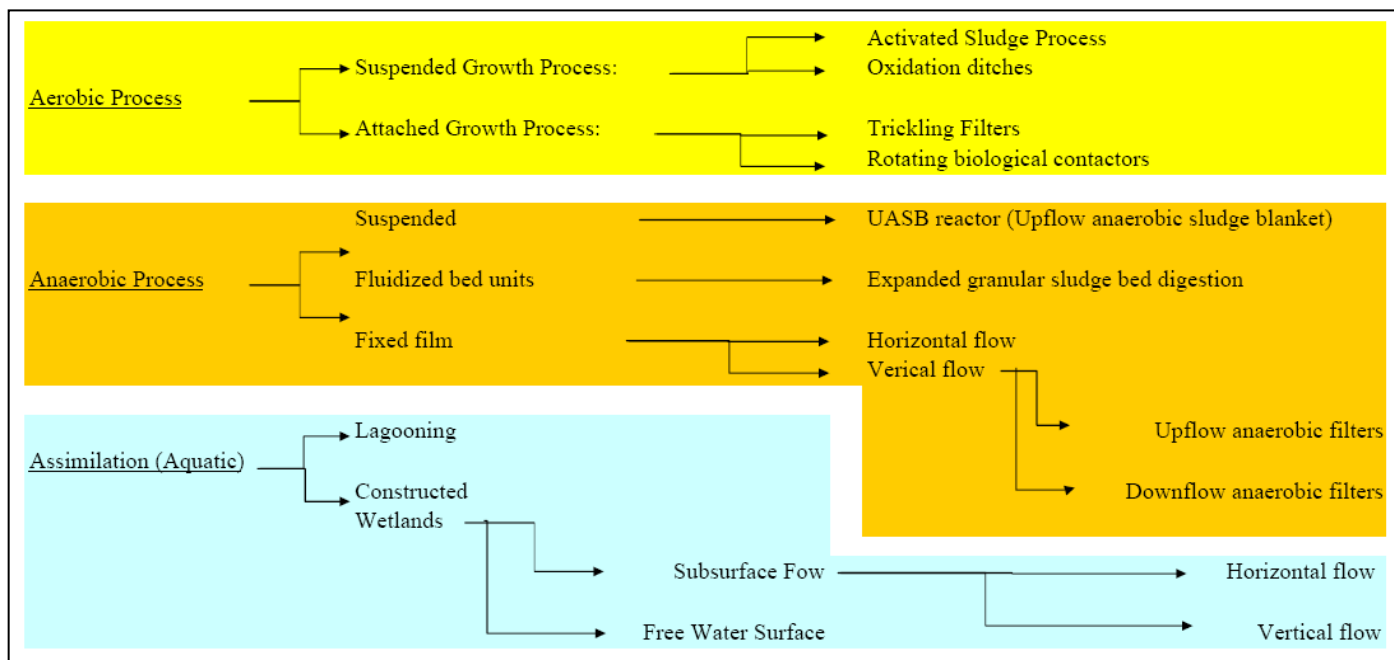 Activated Sludge Process
Suspended Growth Process:
Oxidation ditches
Aerobic Process
Attached Growth Process:
Trickling Filters
Rotating biological contactors
Suspended
UASB reactor (Upflow anaerobic sludge blanket)
Anaerobic Process
Fluidized bed units
Expanded granular sludge bed digestion
Fixed film
Horizontal flow
Verical flow
Upflow anaerobic filters
Downflow anaerobic filters
Lagooning
Assimilation (Aquatic)
Constructed
Wetlands
Subsurface Fow
Horizontal flow
Free Water Surface
Vertical flow